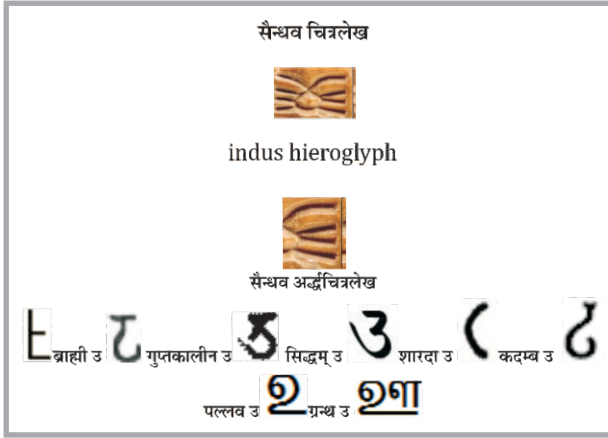 सैन्धव चित्रलेख
indus hieroglyph
सैन्धव अर्द्धचित्रलेख
ब्राह्मी उ गुप्तकालीन उ सिद्धम् उ शारदा उ कदम्ब उ
पल्लव उ ഉ ग्रन्थ उ ഊ